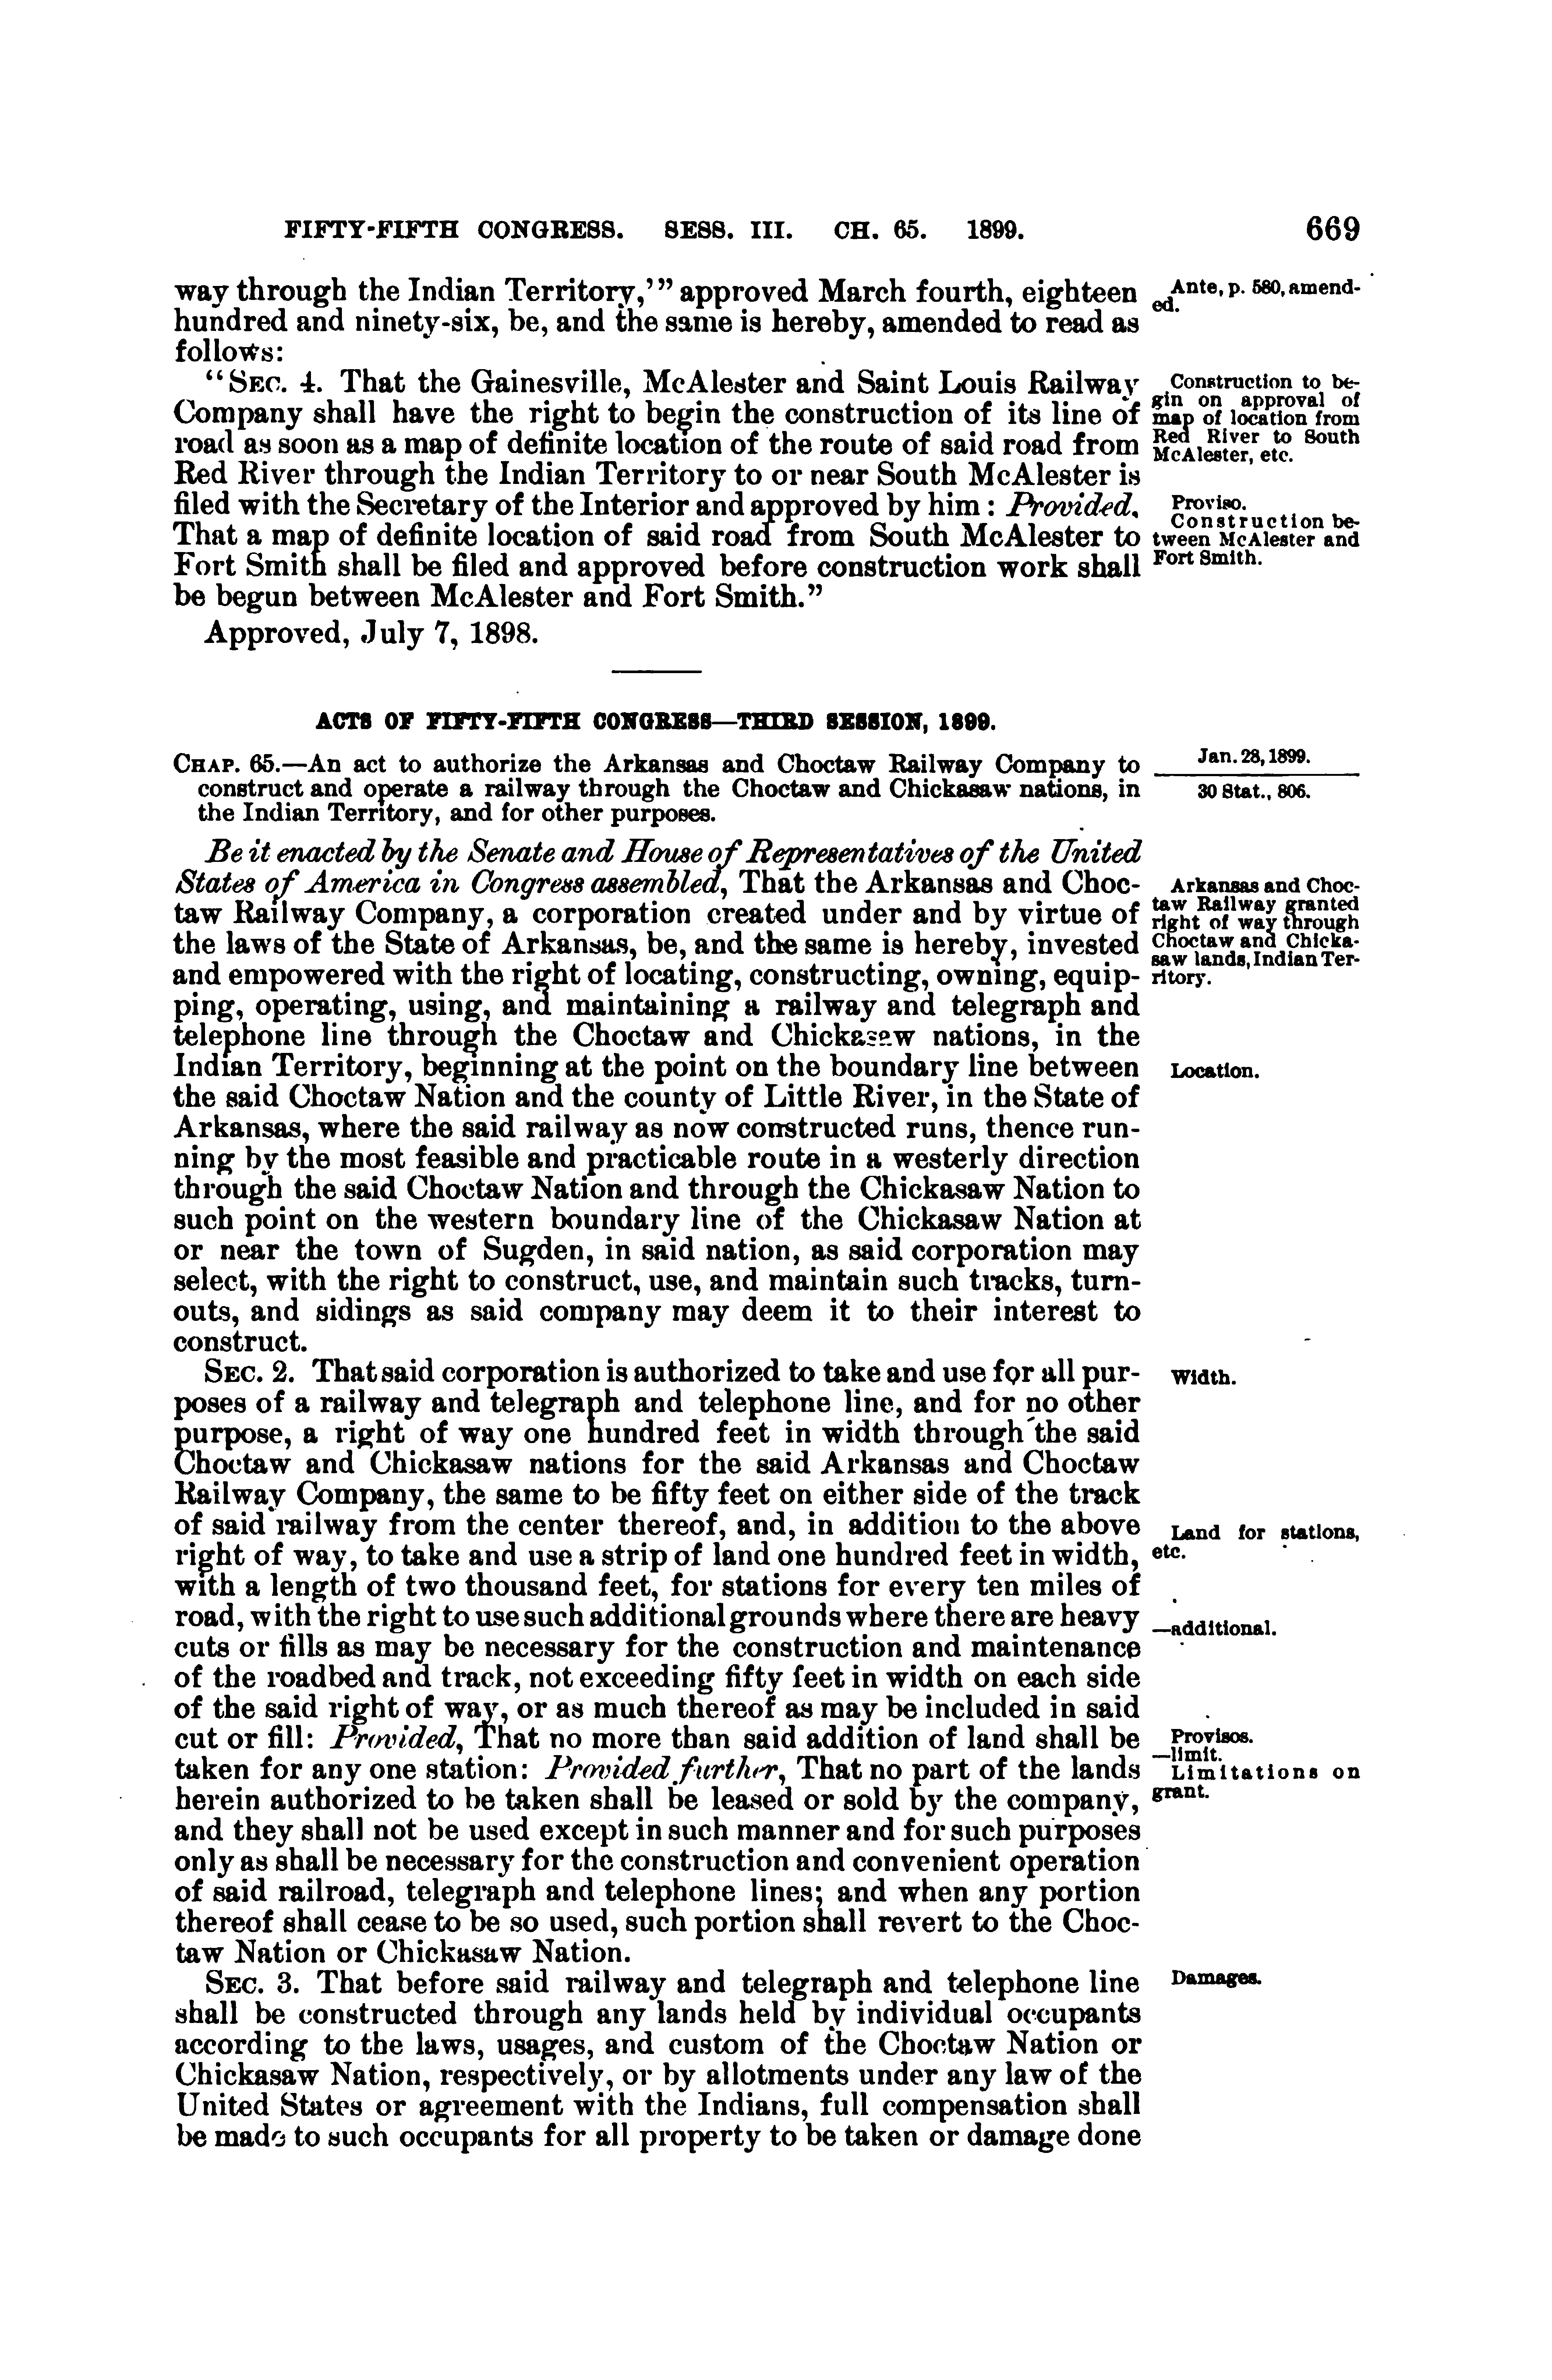 FIFTY-FIFTH CONGRESS. SESS. III. CH. 65. 1899. 669
way through the Indian Territory,’” approved March fourth, eighteen
hundred and ninety-six, be, and the same is hereby, amended to read as
follows:
Ante, p. 580, amend-
ed.
“SEC. 4. That the Gainesville, McAlester and Saint Louis Railway
Company shall have the right to begin the construction of its line of
road as soon as a map of definite location of the route of said road from
Red River through the Indian Territory to or near South McAlester is
filed with the Secretary of the Interior and approved by him: Provided,
That a map of definite location of said road from South McAlester to
Fort Smith shall be filed and approved before construction work shall
be begun between McAlester and Fort Smith.”
Construction to be-
gin on approval of
map of location from
Red River to South
McAlester, etc.
Proviso.
Construction be-
tween McAlester and
Fort Smith.
Approved, July 7, 1898.
ACTS OF FIFTY-FIFTH CONGRESS—THIRD SESSION, 1899.
CHAP. 65.—An act to authorize the Arkansas and Choctaw Railway Company to
construct and operate a railway through the Choctaw and Chickasaw nations, in
the Indian Territory, and for other purposes.
Jan. 28, 1899.
30 Stat., 806.
Be it enacted by the Senate and House of Representatives of the United
States of America in Congress assembled, That the Arkansas and Choc-
taw Railway Company, a corporation created under and by virtue of
the laws of the State of Arkansas, be, and the same is hereby, invested
and empowered with the right of locating, constructing, owning, equip-
ping, operating, using, and maintaining a railway and telegraph and
telephone line through the Choctaw and Chickasaw nations, in the
Indian Territory, beginning at the point on the boundary line between
the said Choctaw Nation and the county of Little River, in the State of
Arkansas, where the said railway as now constructed runs, thence run-
ning by the most feasible and practicable route in a westerly direction
through the said Choctaw Nation and through the Chickasaw Nation to
such point on the western boundary line of the Chickasaw Nation at
or near the town of Sugden, in said nation, as said corporation may
select, with the right to construct, use, and maintain such tracks, turn-
outs, and sidings as said company may deem it to their interest to
construct.
Arkansas and Choc-
taw Railway granted
right of way through
Choctaw and Chicka-
saw lands, Indian Ter-
ritory.
Location.
SEC. 2. That said corporation is authorized to take and use for all pur-
poses of a railway and telegraph and telephone line, and for no other
purpose, a right of way one hundred feet in width through the said
Choctaw and Chickasaw nations for the said Arkansas and Choctaw
Railway Company, the same to be fifty feet on either side of the track
of said railway from the center thereof, and, in addition to the above
right of way, to take and use a strip of land one hundred feet in width,
with a length of two thousand feet, for stations for every ten miles of
road, with the right to use such additional grounds where there are heavy
cuts or fills as may be necessary for the construction and maintenance
of the roadbed and track, not exceeding fifty feet in width on each side
of the said right of way, or as much thereof as may be included in said
cut or fill: Provided, That no more than said addition of land shall be
taken for any one station: Provided further, That no part of the lands
herein authorized to be taken shall be leased or sold by the company,
and they shall not be used except in such manner and for such purposes
only as shall be necessary for the construction and convenient operation
of said railroad, telegraph and telephone lines; and when any portion
thereof shall cease to be so used, such portion shall revert to the Choc-
taw Nation or Chickasaw Nation.
Width.
Land for stations,
etc.
—additional.
Provisos.
—limit.
Limitations on
grant.
SEC. 3. That before said railway and telegraph and telephone line
shall be constructed through any lands held by individual occupants
according to the laws, usages, and custom of the Choctaw Nation or
Chickasaw Nation, respectively, or by allotments under any law of the
United States or agreement with the Indians, full compensation shall
be made to such occupants for all property to be taken or damage done
Damages.